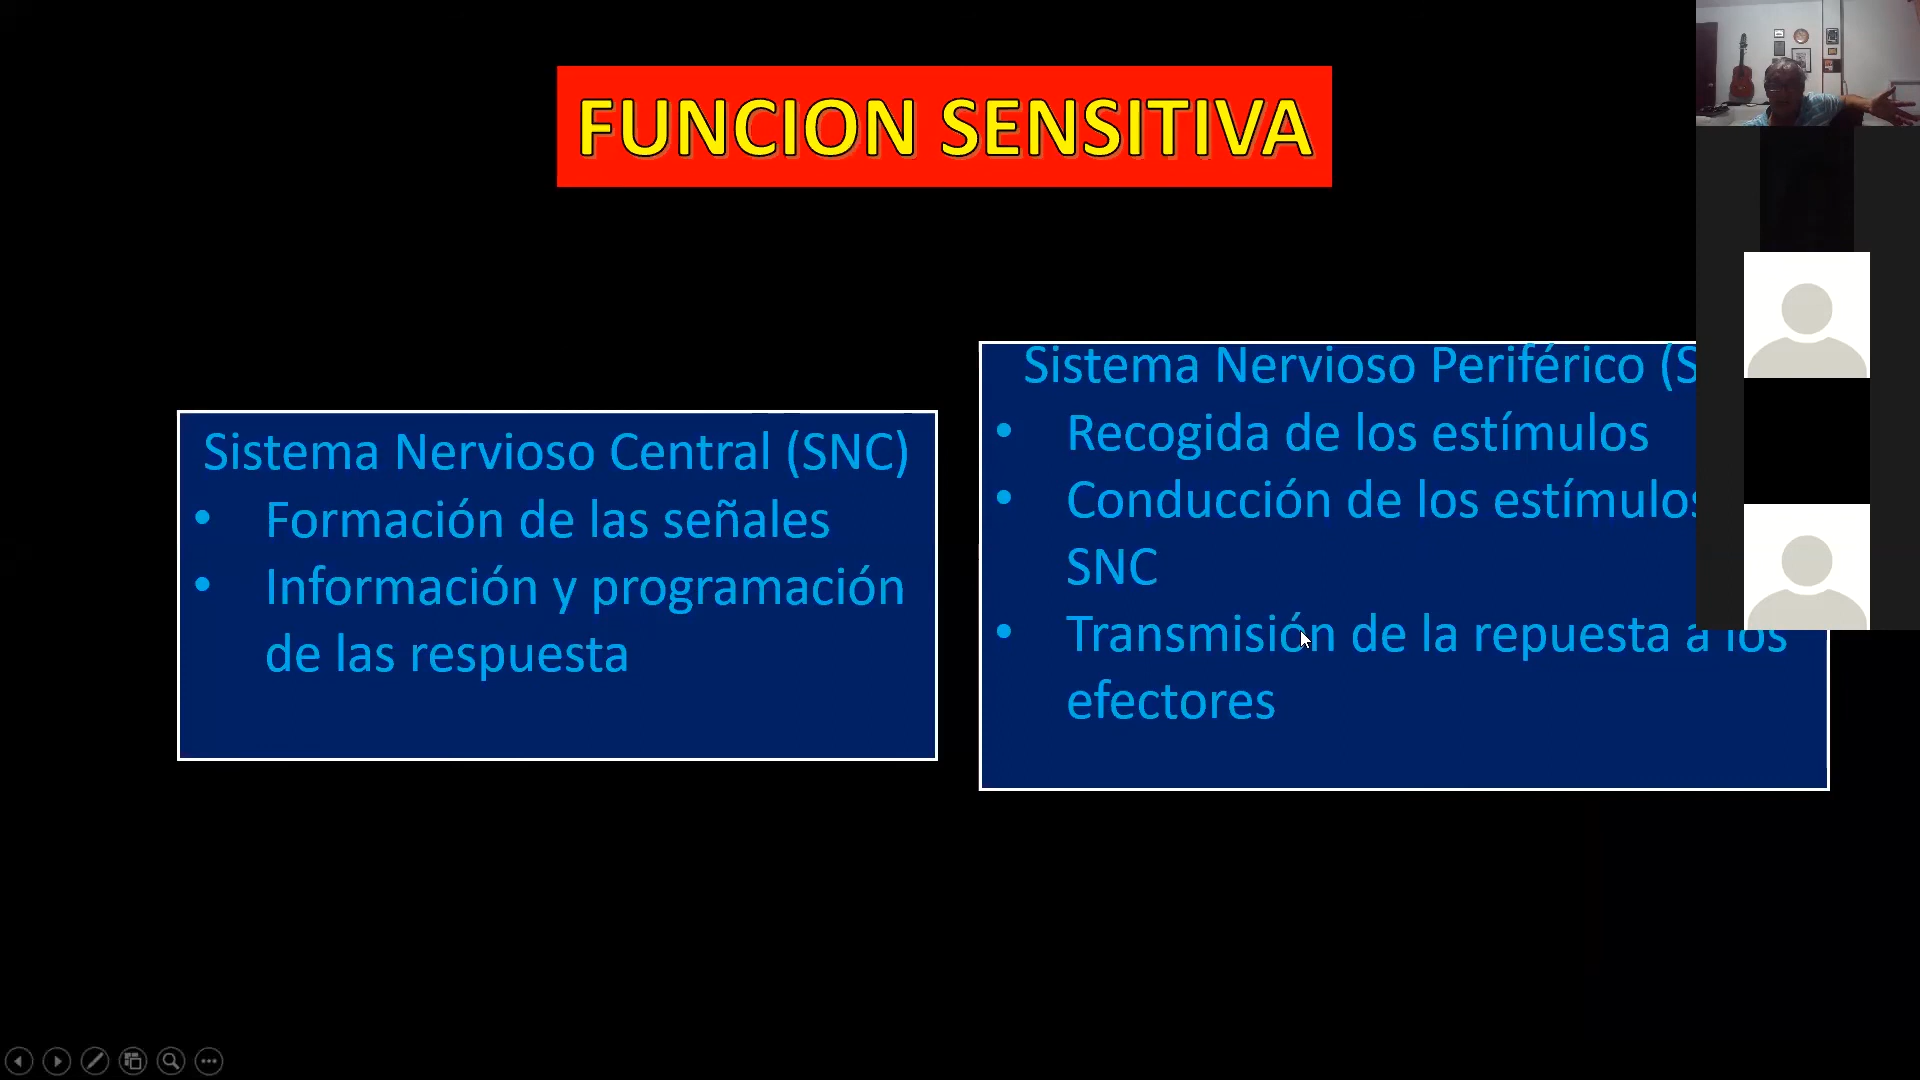 FUNCION SENSITIVA
Sistema Nervioso Central (SNC)
• Formación de las señales
• Información y programación
de las respuesta
Sistema Nervioso Periférico (S
• Recogida de los estímulos
• Conducción de los estímulos
SNC
• Transmisión de la repuesta a los
efectores